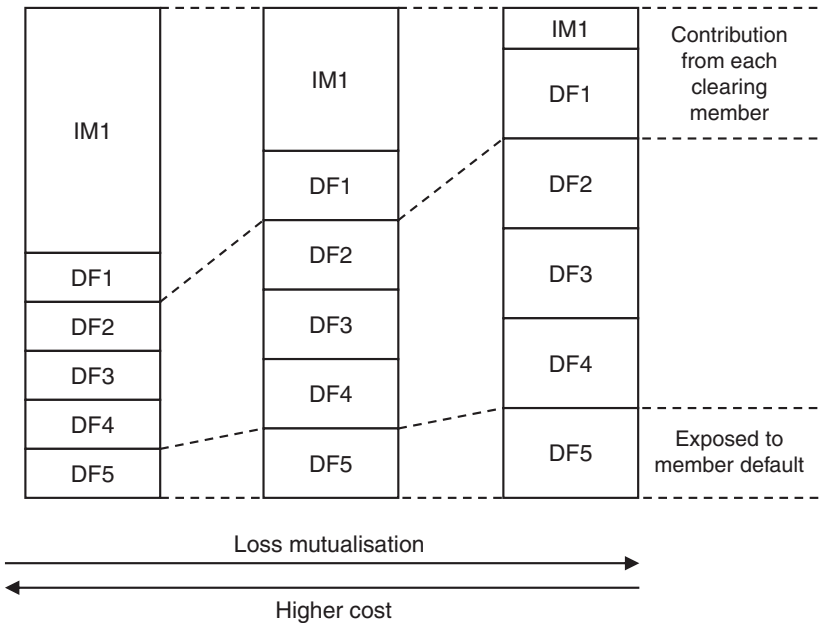 IM1
DF1
DF2
DF3
DF4
DF5
IM1
DF1
DF2
DF3
DF4
DF5
IM1
DF1
DF2
DF3
DF4
DF5
Contribution
from each
clearing
member
Exposed to
member default
Loss mutualisation
Higher cost